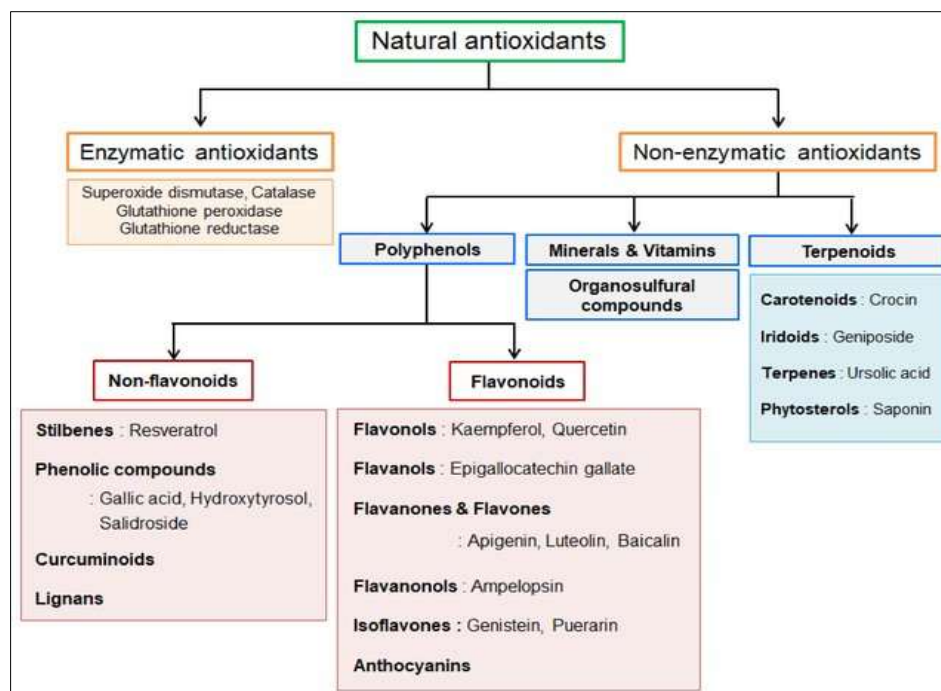 Natural antioxidants
Enzymatic antioxidants
Superoxide dismutase, Catalase
Glutathione peroxidase
Glutathione reductase
Non-enzymatic antioxidants
Polyphenols
Minerals & Vitamins
Organosulfural
compounds
Terpenoids
Carotenoids : Crocin
Iridoids : Geniposide
Terpenes : Ursolic acid
Phytosterols : Saponin
Non-flavonoids
Stilbenes : Resveratrol
Phenolic compounds
: Gallic acid, Hydroxytyrosol,
Salidroside
Curcuminoids
Lignans
Flavonoids
Flavonols : Kaempferol, Quercetin
Flavanols : Epigallocatechin gallate
Flavanones & Flavones
: Apigenin, Luteolin, Baicalin
Flavanonols : Ampelopsin
Isoflavones : Genistein, Puerarin
Anthocyanins